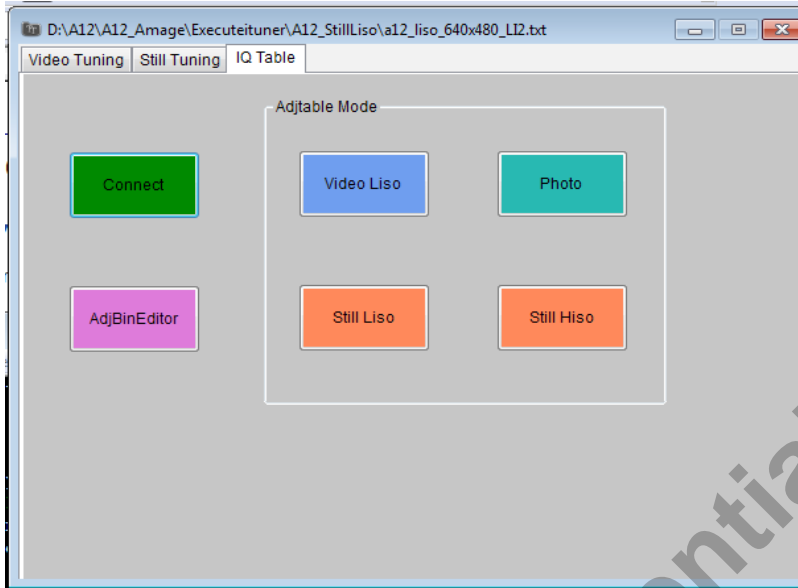 D:\A12\A12_Amage\Executeituner\A12_StillLiso\a12_liso_640x480_LI2.txt
Video Tuning Still Tuning IQ Table
Adjtable Mode
Connect Video Liso Photo
AdjBinEditor Still Liso Still Hiso